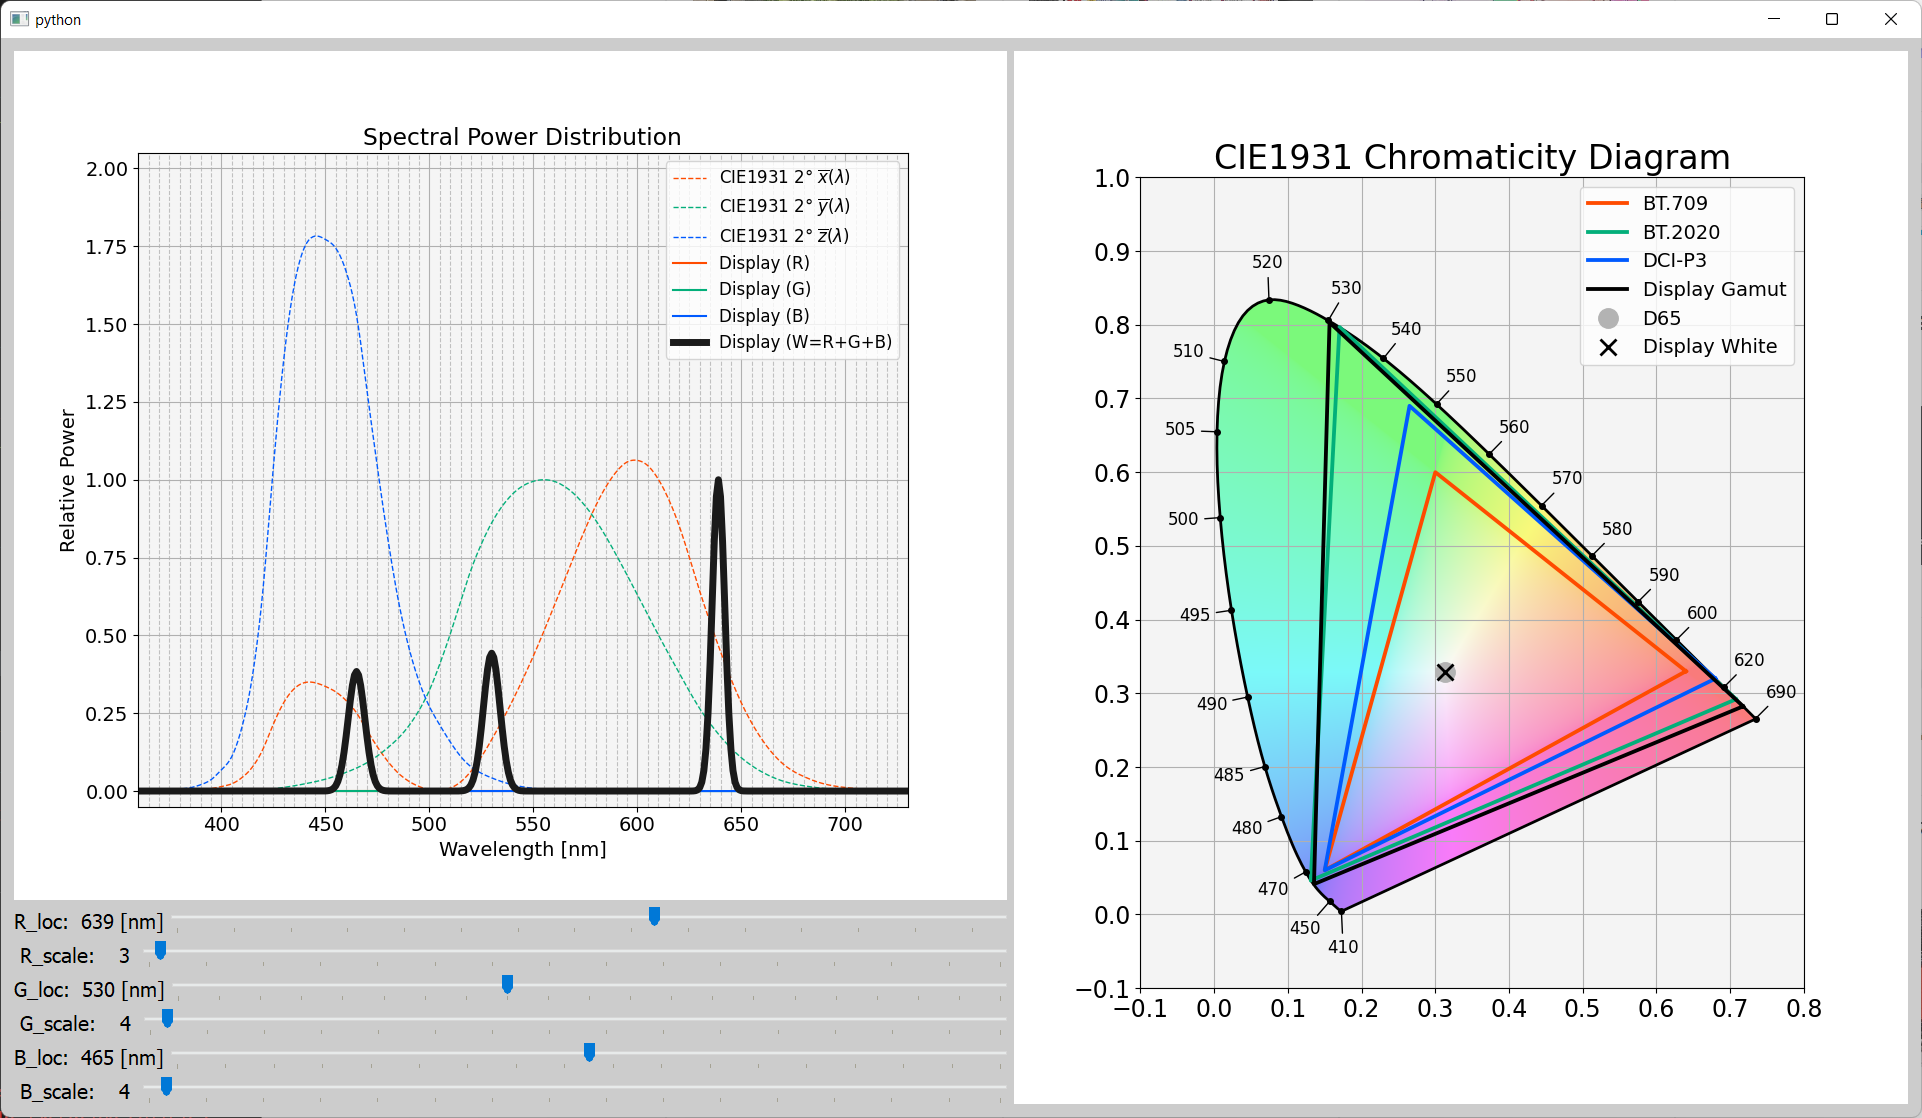 python
Spectral Power Distribution
2.00
1.75
1.50
1.25
1.00
0.75
0.50
0.25
0.00
Relative Power
400 450 500 550 600 650 700
Wavelength [nm]
CIE1931 2° x̅(λ)
CIE1931 2° y̅(λ)
CIE1931 2° z̅(λ)
Display (R)
Display (G)
Display (B)
Display (W=R+G+B)
R_loc: 639 [nm]
R_scale: 3
G_loc: 530 [nm]
G_scale: 4
B_loc: 465 [nm]
B_scale: 4
CIE1931 Chromaticity Diagram
1.0
0.9
0.8
0.7
0.6
0.5
0.4
0.3
0.2
0.1
0.0
−0.1
−0.1 0.0 0.1 0.2 0.3 0.4 0.5 0.6 0.7 0.8
BT.709
BT.2020
DCI-P3
Display Gamut
D65
Display White
520
530
540
510
550
505
560
570
500
580
590
495
600
620
690
490
485
480
470
450
410